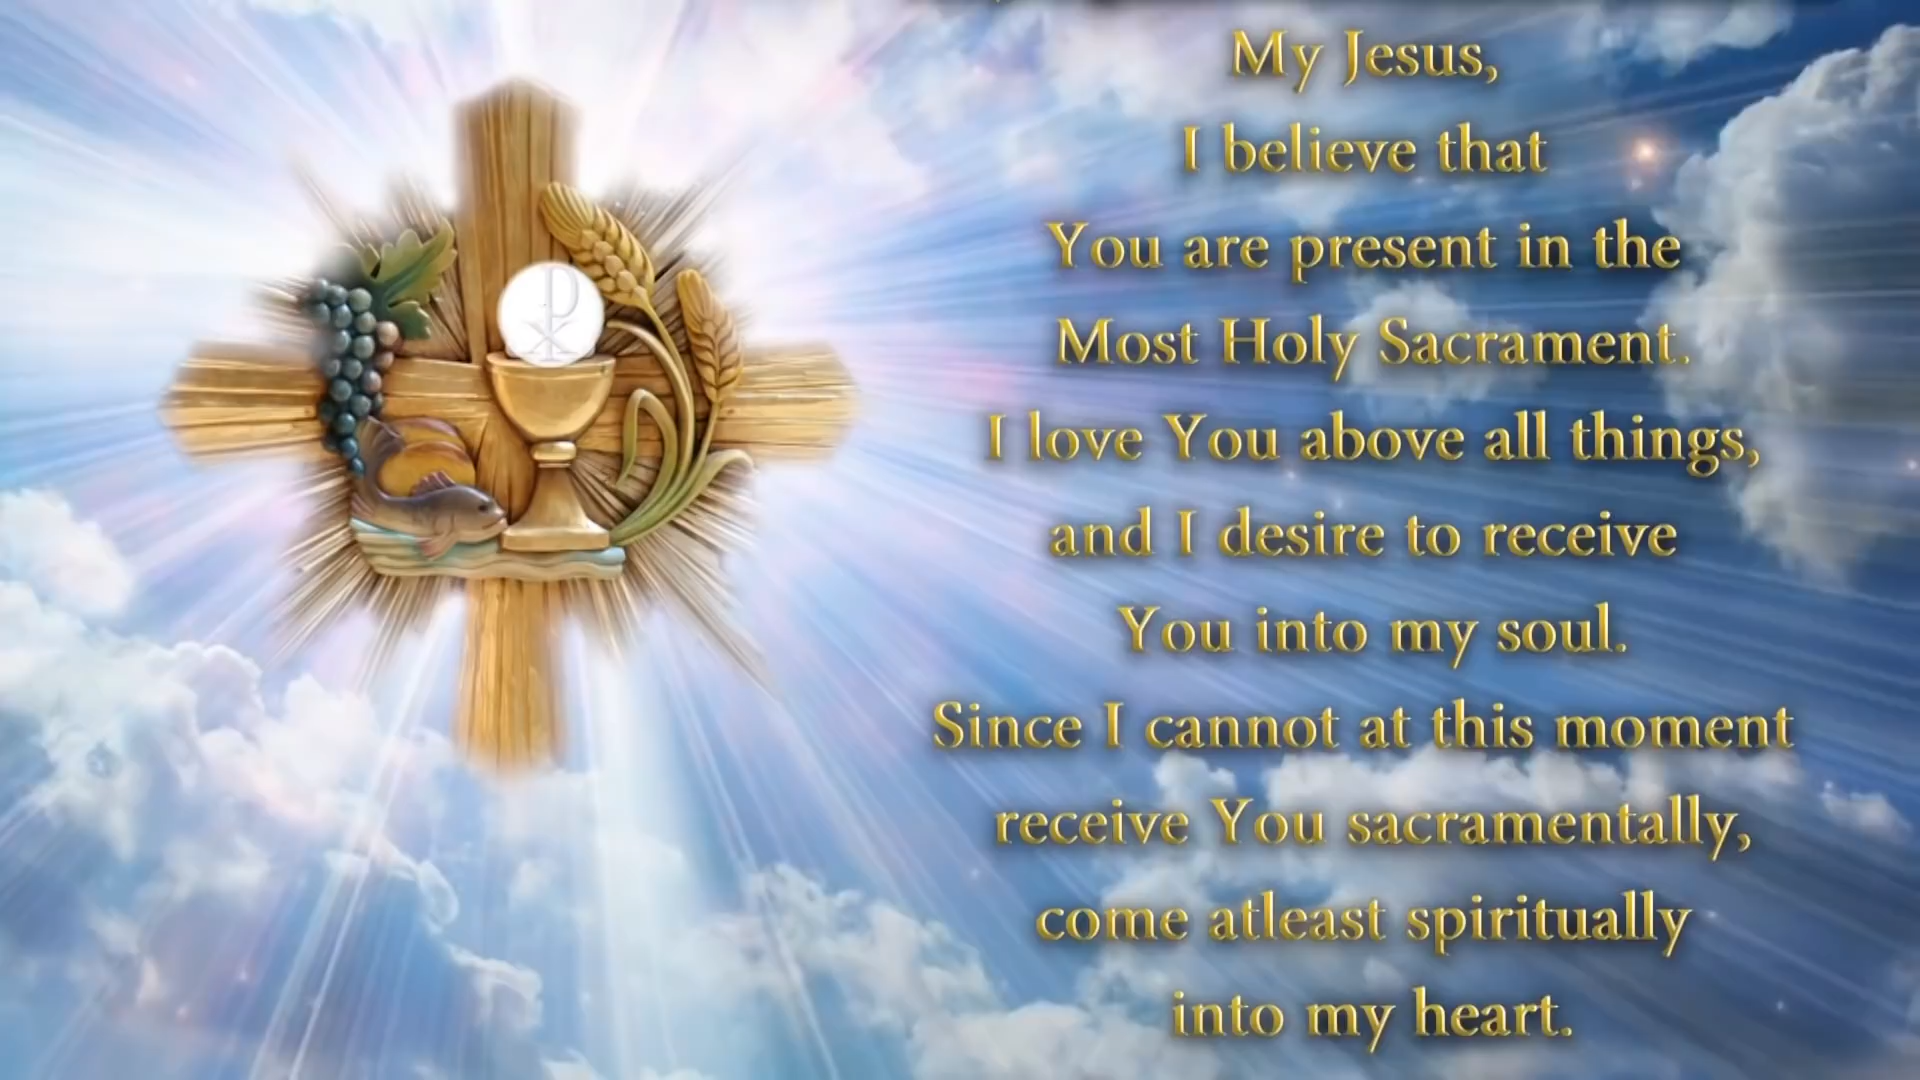 My Jesus,
I believe that
You are present in the
Most Holy Sacrament.
I love You above all things,
and I desire to receive
You into my soul.
Since I cannot at this moment
receive You sacramentally,
come atleast spiritually
into my heart.